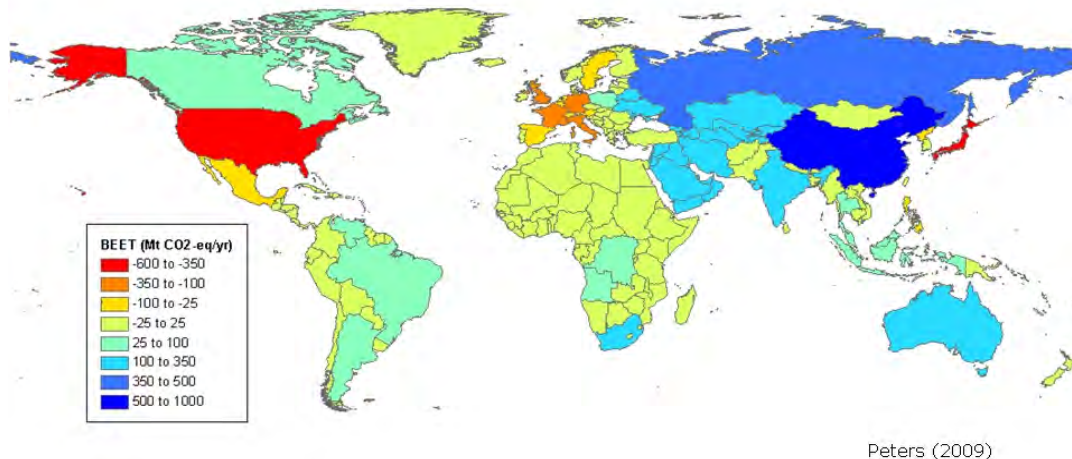 BEET (Mt CO2-eq/yr)
-600 to -350
-350 to -100
-100 to -25
-25 to 25
25 to 100
100 to 350
350 to 500
500 to 1000
Peters (2009)